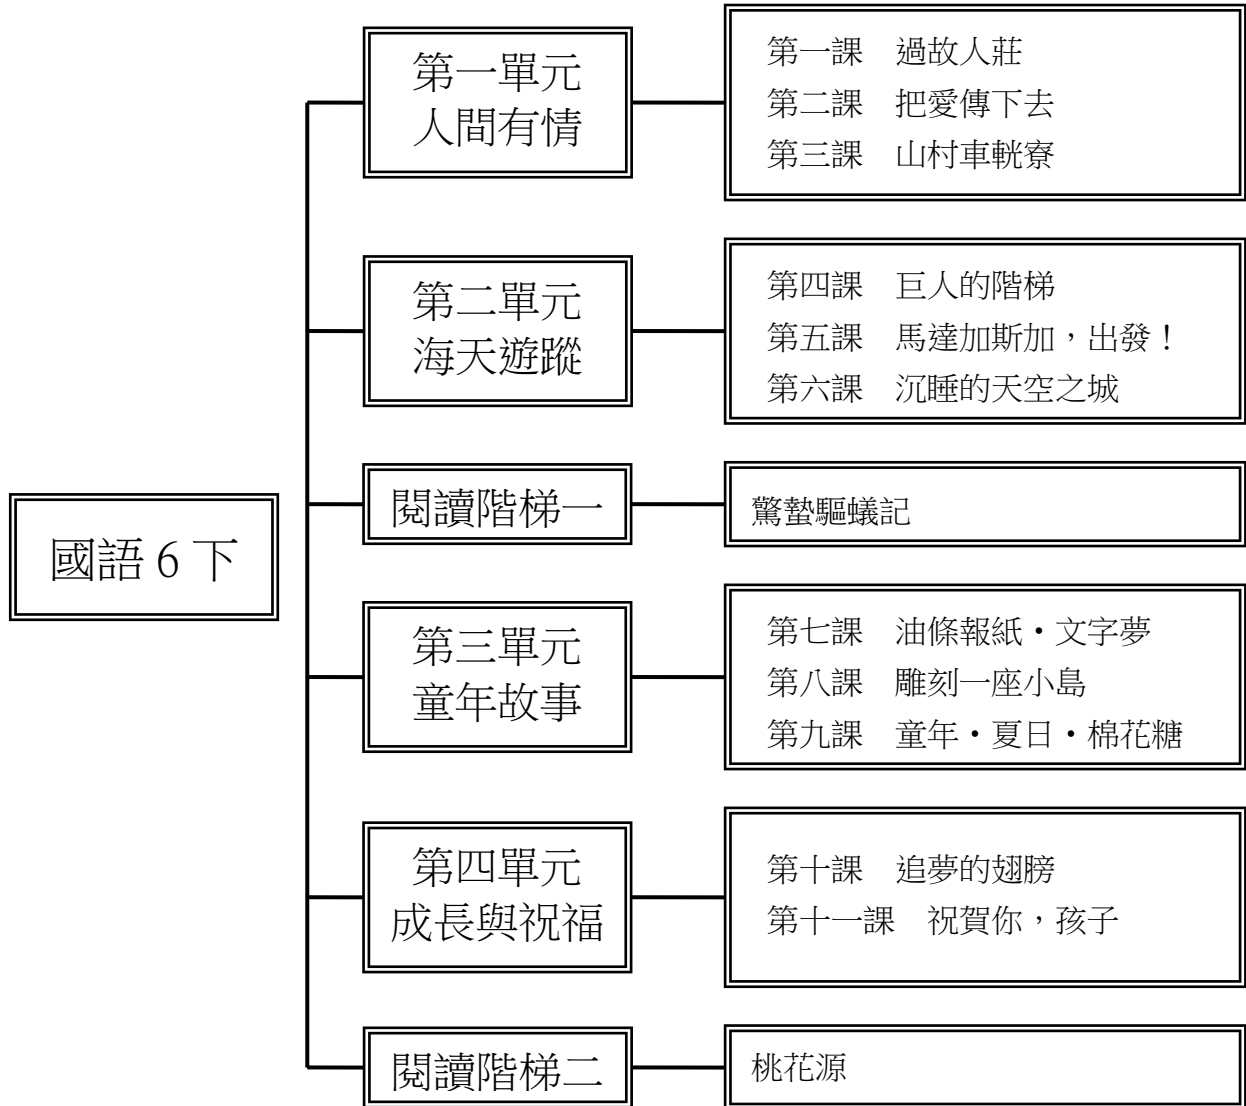 國語 6 下
第一單元
人間有情
第一課　過故人莊
第二課　把愛傳下去
第三課　山村車輄寮
第二單元
海天遊蹤
第四課　巨人的階梯
第五課　馬達加斯加，出發！
第六課　沉睡的天空之城
閱讀階梯一
驚蟄驅蟻記
第三單元
童年故事
第七課　油條報紙・文字夢
第八課　雕刻一座小島
第九課　童年・夏日・棉花糖
第四單元
成長與祝福
第十課　追夢的翅膀
第十一課　祝賀你，孩子
閱讀階梯二
桃花源